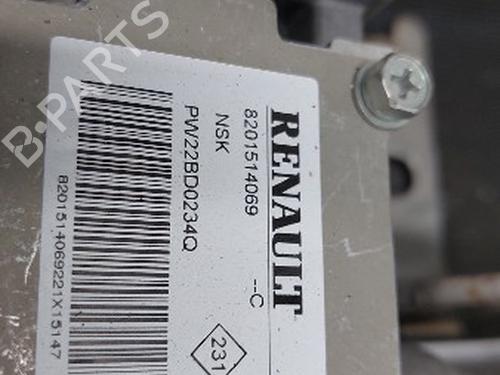 RENAULT
8201514069 --C
NSK
PW22BD0234Q
8201514069221X15147
231
B-PARTS